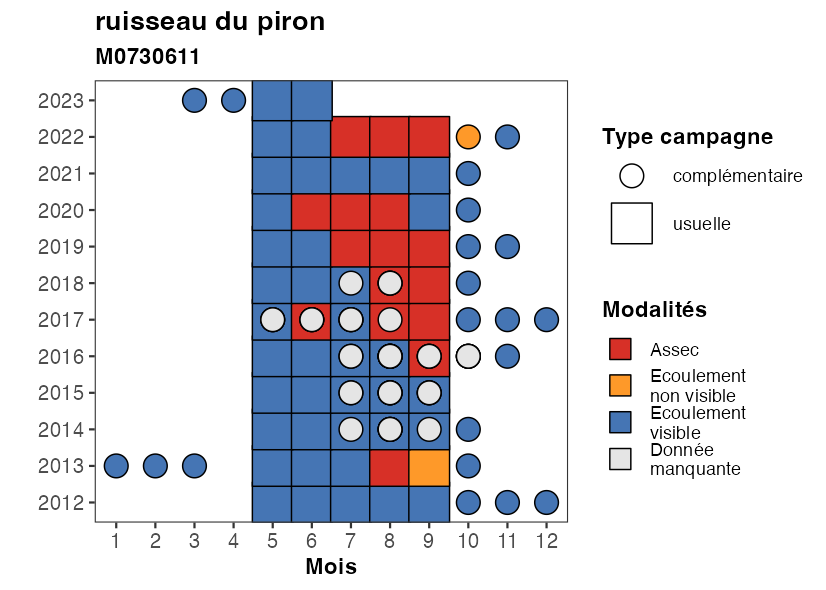 ruisseau du piron
M0730611
2023
2022
2021
2020
2019
2018
2017
2016
2015
2014
2013
2012
1 2 3 4 5 6 7 8 9 10 11 12
Mois
Type campagne
complémentaire
usuelle
Modalités
Assec
Ecoulement
non visible
Ecoulement
visible
Donnée
manquante